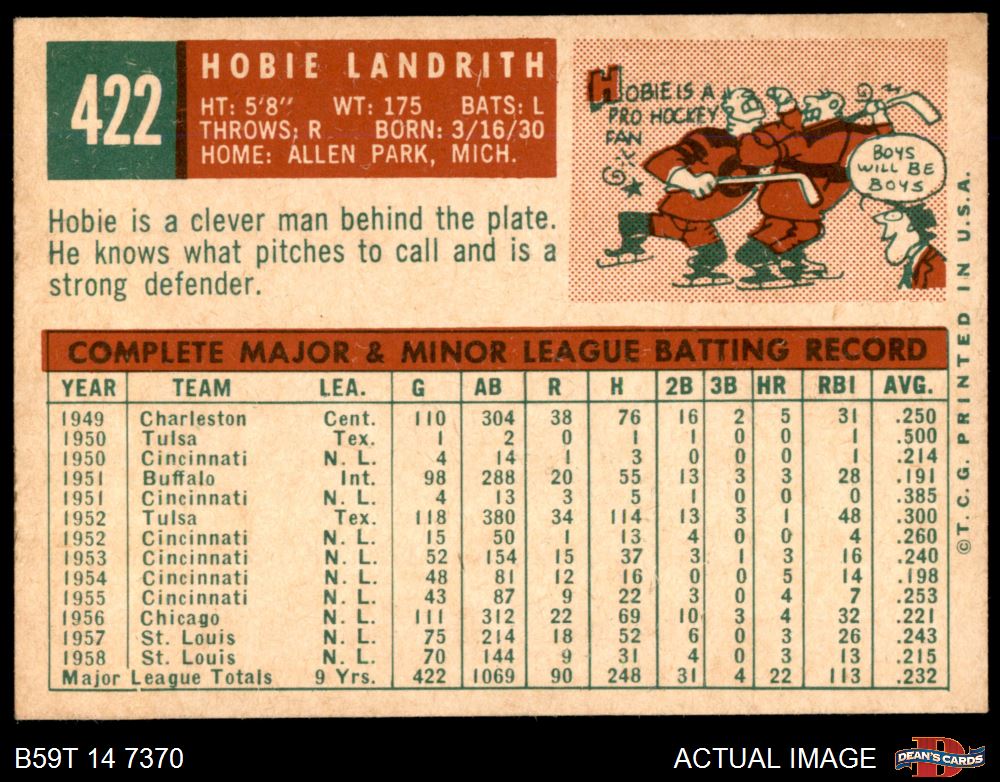 422
HOBIE LANDRITH
HT: 5'8" WT: 175 BATS: L
THROWS: R BORN: 3/16/30
HOME: ALLEN PARK, MICH.
HOBIE IS A
PRO HOCKEY
FAN
BOYS
WILL BE
BOYS
Hobie is a clever man behind the plate.
He knows what pitches to call and is a
strong defender.
COMPLETE MAJOR & MINOR LEAGUE BATTING RECORD
YEAR TEAM LEA. G AB R H 2B 3B HR RBI AVG.
1949 Charleston Cent. 110 304 38 76 16 2 5 31 .250
1950 Tulsa Tex. 1 2 0 1 1 0 0 1 .500
1950 Cincinnati N. L. 4 14 1 3 0 0 0 1 .214
1951 Buffalo Int. 98 288 20 55 13 3 3 28 .191
1951 Cincinnati N. L. 4 13 3 5 1 0 0 0 .385
1952 Tulsa Tex. 118 380 34 114 13 3 1 48 .300
1952 Cincinnati N. L. 15 50 1 13 4 0 0 4 .260
1953 Cincinnati N. L. 52 154 15 37 3 1 3 16 .240
1954 Cincinnati N. L. 48 81 12 16 0 0 5 14 .198
1955 Cincinnati N. L. 43 87 9 22 3 0 4 7 .253
1956 Chicago N. L. 111 312 22 69 10 3 4 32 .221
1957 St. Louis N. L. 75 214 18 52 6 0 3 26 .243
1958 St. Louis N. L. 70 144 9 31 4 0 3 13 .215
Major League Totals 9 Yrs. 422 1069 90 248 31 4 22 113 .232
©T. C. G. PRINTED IN U.S.A.
B59T 14 7370
ACTUAL IMAGE
DEAN'S CARDS